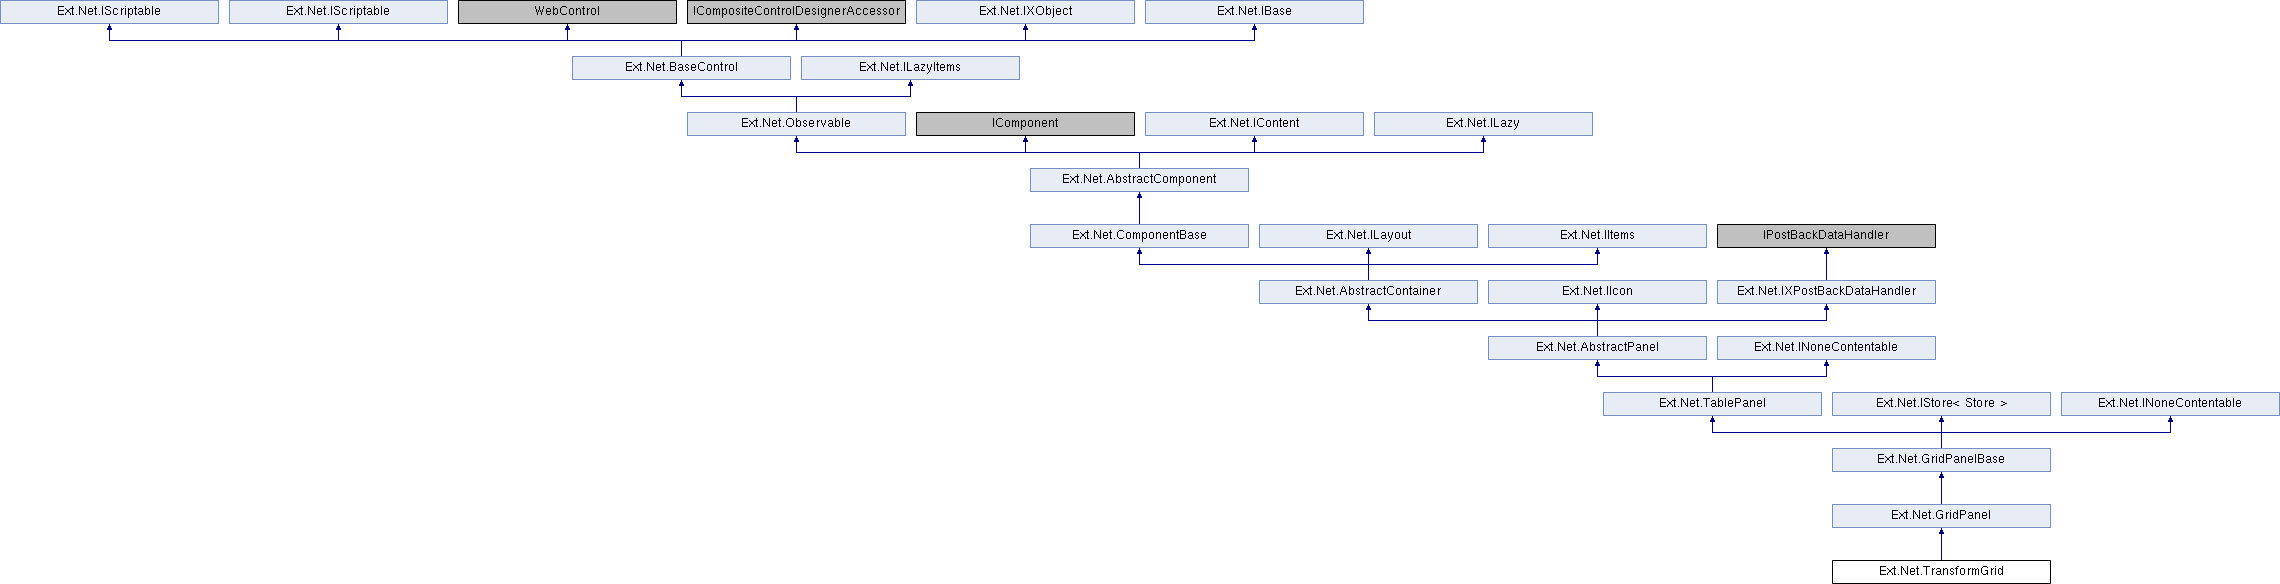 Ext.Net.IScriptable
Ext.Net.IScriptable
WebControl
ICompositeControlDesignerAccessor
Ext.Net.IXObject
Ext.Net.IBase
Ext.Net.BaseControl
Ext.Net.ILazyItems
Ext.Net.Observable
IComponent
Ext.Net.IContent
Ext.Net.ILazy
Ext.Net.AbstractComponent
Ext.Net.ComponentBase
Ext.Net.ILayout
Ext.Net.IItems
IPostBackDataHandler
Ext.Net.AbstractContainer
Ext.Net.IIcon
Ext.Net.IXPostBackDataHandler
Ext.Net.AbstractPanel
Ext.Net.INoneContentable
Ext.Net.TablePanel
Ext.Net.IStore< Store >
Ext.Net.INoneContentable
Ext.Net.GridPanelBase
Ext.Net.GridPanel
Ext.Net.TransformGrid